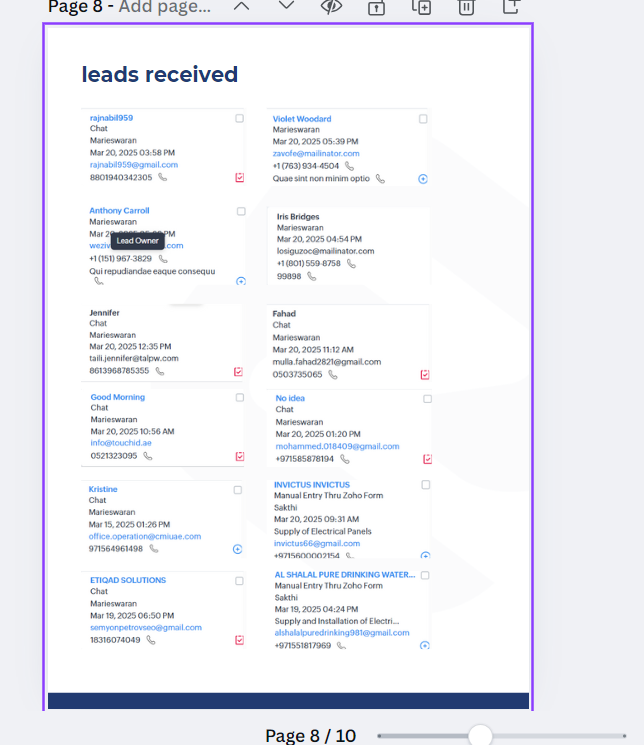 Page 8 - Add page...
leads received
rajnabil959
Chat
Marieswaran
Mar 20, 2025 03:58 PM
rajnabil959@gmail.com
8801940342305
Violet Woodard
Marieswaran
Mar 20, 2025 05:39 PM
zavofe@mailinator.com
+1 (763) 934-4504
Quae sint non minim optio
Anthony Carroll
Marieswaran
Mar 2
Lead Owner
.com
+1 (151) 967-3829
Qui repudiandae eaque consequu
Iris Bridges
Marieswaran
Mar 20, 2025 04:54 PM
losiguzoc@mailinator.com
+1 (801) 559-8758
99898
Jennifer
Chat
Marieswaran
Mar 20, 2025 12:35 PM
taili.jennifer@talpw.com
8613968785355
Fahad
Chat
Marieswaran
Mar 20, 2025 11:12 AM
mulla.fahad2821@gmail.com
0503735065
Good Morning
Chat
Marieswaran
Mar 20, 2025 10:56 AM
info@touchid.ae
0521323095
No idea
Chat
Marieswaran
Mar 20, 2025 01:20 PM
mohammed.018409@gmail.com
+971585878194
Kristine
Chat
Marieswaran
Mar 15, 2025 01:26 PM
office.operation@cmiuae.com
971564961498
INVICTUS INVICTUS
Manual Entry Thru Zoho Form
Sakthi
Mar 20, 2025 09:31 AM
Supply of Electrical Panels
invictus66@gmail.com
+9715600002154
ETIQAD SOLUTIONS
Chat
Marieswaran
Mar 19, 2025 06:50 PM
semyonpetrovseo@gmail.com
18316074049
AL SHALAL PURE DRINKING WATER...
Manual Entry Thru Zoho Form
Sakthi
Mar 19, 2025 04:24 PM
Supply and Installation of Electri...
alshalalpuredrinking981@gmail.com
+971551817969
Page 8 / 10